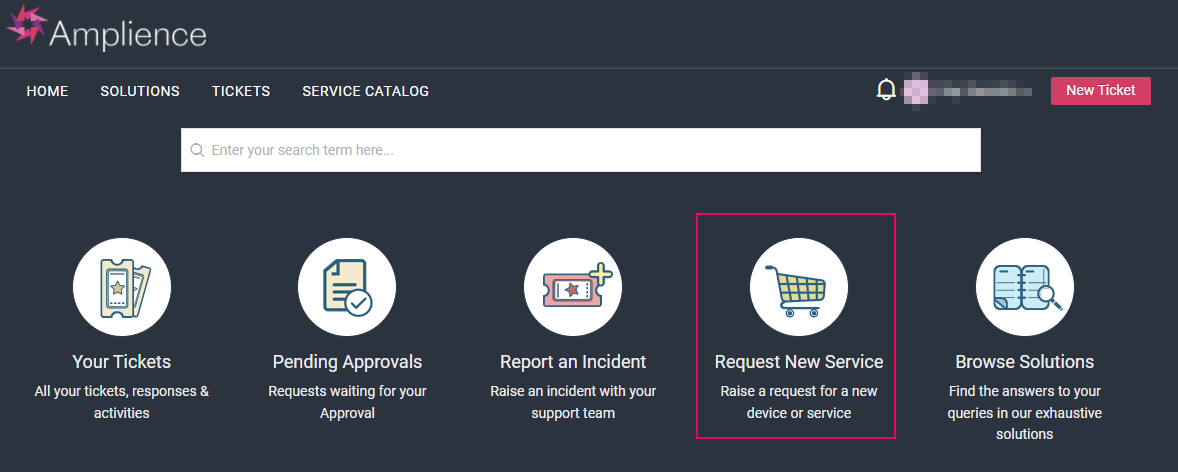 Amplience
HOME SOLUTIONS TICKETS SERVICE CATALOG New Ticket
Enter your search term here...
Your Tickets
All your tickets, responses &
activities
Pending Approvals
Requests waiting for your
Approval
Report an Incident
Raise an incident with your
support team
Request New Service
Raise a request for a new
device or service
Browse Solutions
Find the answers to your
queries in our exhaustive
solutions